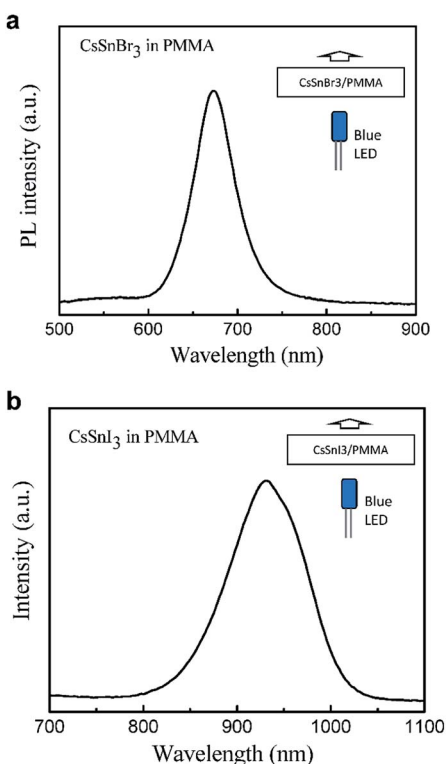 a
CsSnBr₃ in PMMA
CsSnBr3/PMMA
Blue
LED
PL intensity (a.u.)
500 600 700 800 900
Wavelength (nm)
b
CsSnI₃ in PMMA
CsSnI3/PMMA
Blue
LED
Intensity (a.u.)
700 800 900 1000 1100
Wavelength (nm)